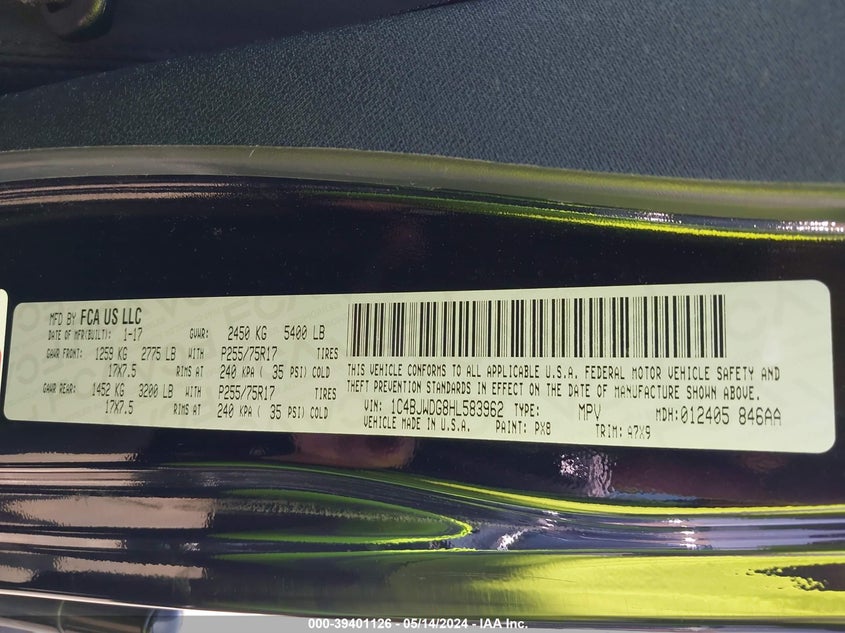 MFD BY FCA US LLC
DATE OF MFR(BUILT): 1-17 GVWR: 2450 KG 5400 LB
GAWR FRONT: 1259 KG 2775 LB WITH P255/75R17 TIRES
17X7.5 RIMS AT 240 KPA ( 35 PSI) COLD
GAWR REAR: 1452 KG 3200 LB WITH P255/75R17 TIRES
17X7.5 RIMS AT 240 KPA ( 35 PSI) COLD
THIS VEHICLE CONFORMS TO ALL APPLICABLE U.S.A. FEDERAL MOTOR VEHICLE SAFETY AND
THEFT PREVENTION STANDARDS IN EFFECT ON THE DATE OF MANUFACTURE SHOWN ABOVE.
VIN: 1C4BJWDG8HL583962 TYPE: MPV MDH: 012405 846AA
VEHICLE MADE IN U.S.A. PAINT: PX8 TRIM: A7X9
000-39401126 - 05/14/2024 - IAA Inc.